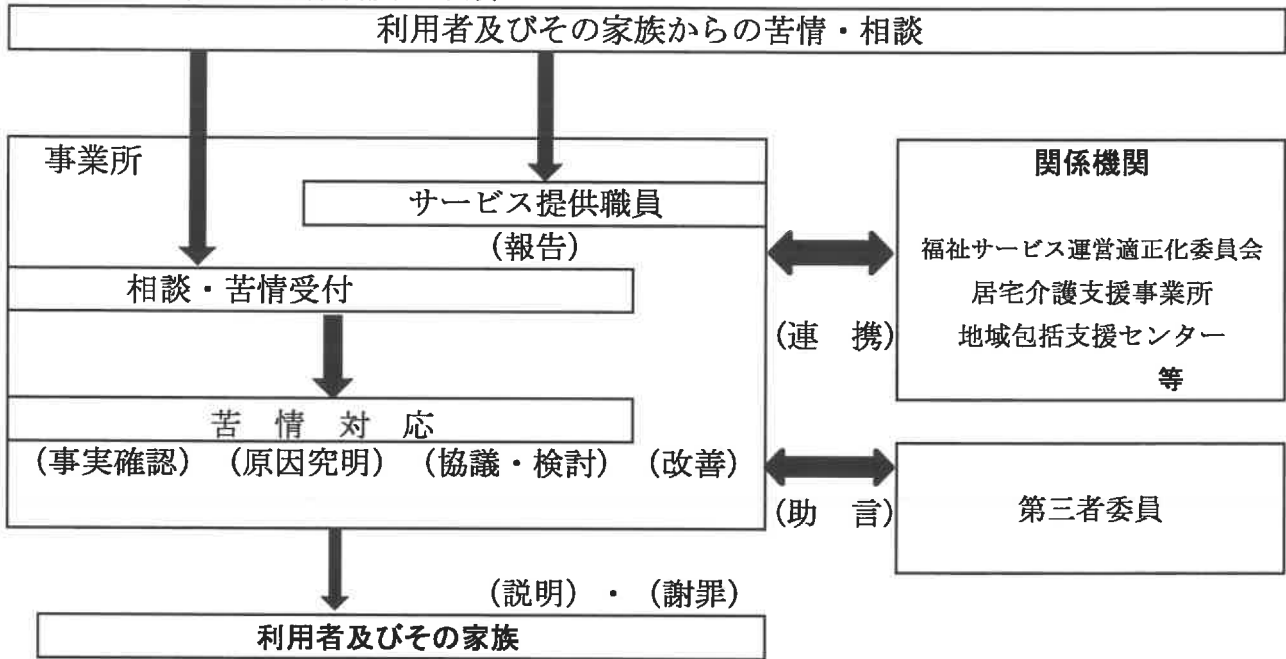 利用者及びその家族からの苦情・相談
事業所
サービス提供職員
(報告)
相談・苦情受付
苦　情　対　応
(事実確認)　(原因究明)　(協議・検討)　(改善)
関係機関
福祉サービス運営適正化委員会
居宅介護支援事業所
地域包括支援センター
等
(連　携)
(助　言)
第三者委員
(説明)・(謝罪)
利用者及びその家族